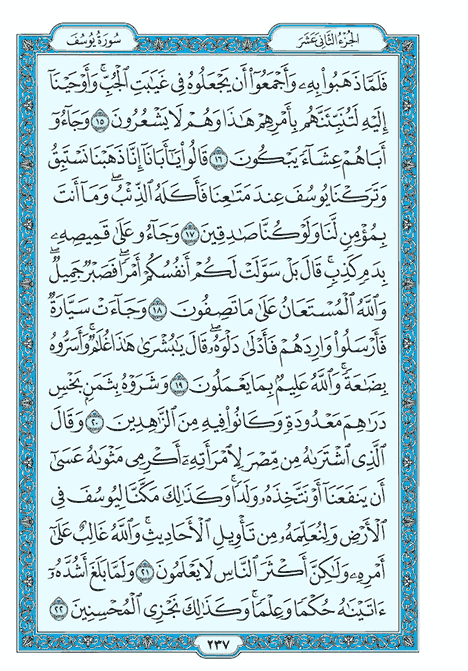 الجزء الثاني عشر
سورة يوسف
فَلَمَّا ذَهَبُوا۟ بِهِۦ وَأَجْمَعُوٓا۟ أَن يَجْعَلُوهُ فِى غَيَـٰبَتِ ٱلْجُبِّ ۚ وَأَوْحَيْنَآ
إِلَيْهِ لَتُنَبِّئَنَّهُم بِأَمْرِهِمْ هَـٰذَا وَهُمْ لَا يَشْعُرُونَ ١٥ وَجَآءُوٓ
أَبَاهُمْ عِشَآءً يَبْكُونَ ١٦ قَالُوا۟ يَـٰٓأَبَانَآ إِنَّا ذَهَبْنَا نَسْتَبِقُ
وَتَرَكْنَا يُوسُفَ عِندَ مَتَـٰعِنَا فَأَكَلَهُ ٱلذِّئْبُ ۖ وَمَآ أَنتَ
بِمُؤْمِنٍ لَّنَا وَلَوْ كُنَّا صَـٰدِقِينَ ١٧ وَجَآءُو عَلَىٰ قَمِيصِهِۦ
بِدَمٍ كَذِبٍ ۚ قَالَ بَلْ سَوَّلَتْ لَكُمْ أَنفُسُكُمْ أَمْرًا ۖ فَصَبْرٌ جَمِيلٌ ۖ
وَٱللَّهُ ٱلْمُسْتَعَانُ عَلَىٰ مَا تَصِفُونَ ١٨ وَجَآءَتْ سَيَّارَةٌ
فَأَرْسَلُوا۟ وَارِدَهُمْ فَأَدْلَىٰ دَلْوَهُۥ ۖ قَالَ يَـٰبُشْرَىٰ هَـٰذَا غُلَـٰمٌ ۚ وَأَسَرُّوهُ
بِضَـٰعَةً ۚ وَٱللَّهُ عَلِيمٌۢ بِمَا يَعْمَلُونَ ١٩ وَشَرَوْهُ بِثَمَنٍۭ بَخْسٍ
دَرَٰهِمَ مَعْدُودَةٍ وَكَانُوا۟ فِيهِ مِنَ ٱلزَّٰهِدِينَ ٢٠ وَقَالَ
ٱلَّذِى ٱشْتَرَىٰهُ مِن مِّصْرَ لِٱمْرَأَتِهِۦٓ أَكْرِمِى مَثْوَىٰهُ عَسَىٰٓ
أَن يَنفَعَنَآ أَوْ نَتَّخِذَهُۥ وَلَدًا ۚ وَكَذَٰلِكَ مَكَّنَّا لِيُوسُفَ فِى
ٱلْأَرْضِ وَلِنُعَلِّمَهُۥ مِن تَأْوِيلِ ٱلْأَحَادِيثِ ۚ وَٱللَّهُ غَالِبٌ عَلَىٰٓ
أَمْرِهِۦ وَلَـٰكِنَّ أَكْثَرَ ٱلنَّاسِ لَا يَعْلَمُونَ ٢١ وَلَمَّا بَلَغَ أَشُدَّهُۥٓ
ءَاتَيْنَـٰهُ حُكْمًا وَعِلْمًا ۚ وَكَذَٰلِكَ نَجْزِى ٱلْمُحْسِنِينَ ٢٢
٢٣٧